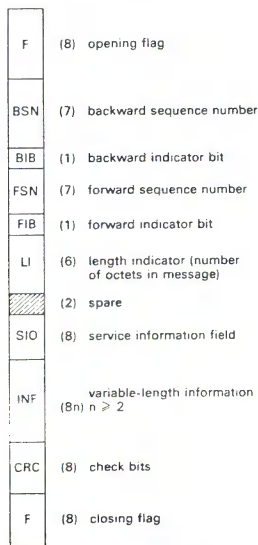 F (8) opening flag
BSN (7) backward sequence number
BIB (1) backward indicator bit
FSN (7) forward sequence number
FIB (1) forward indicator bit
LI (6) length indicator (number
of octets in message)
(2) spare
SIO (8) service information field
variable-length information
INF (8n) n ⩾ 2
CRC (8) check bits
F (8) closing flag